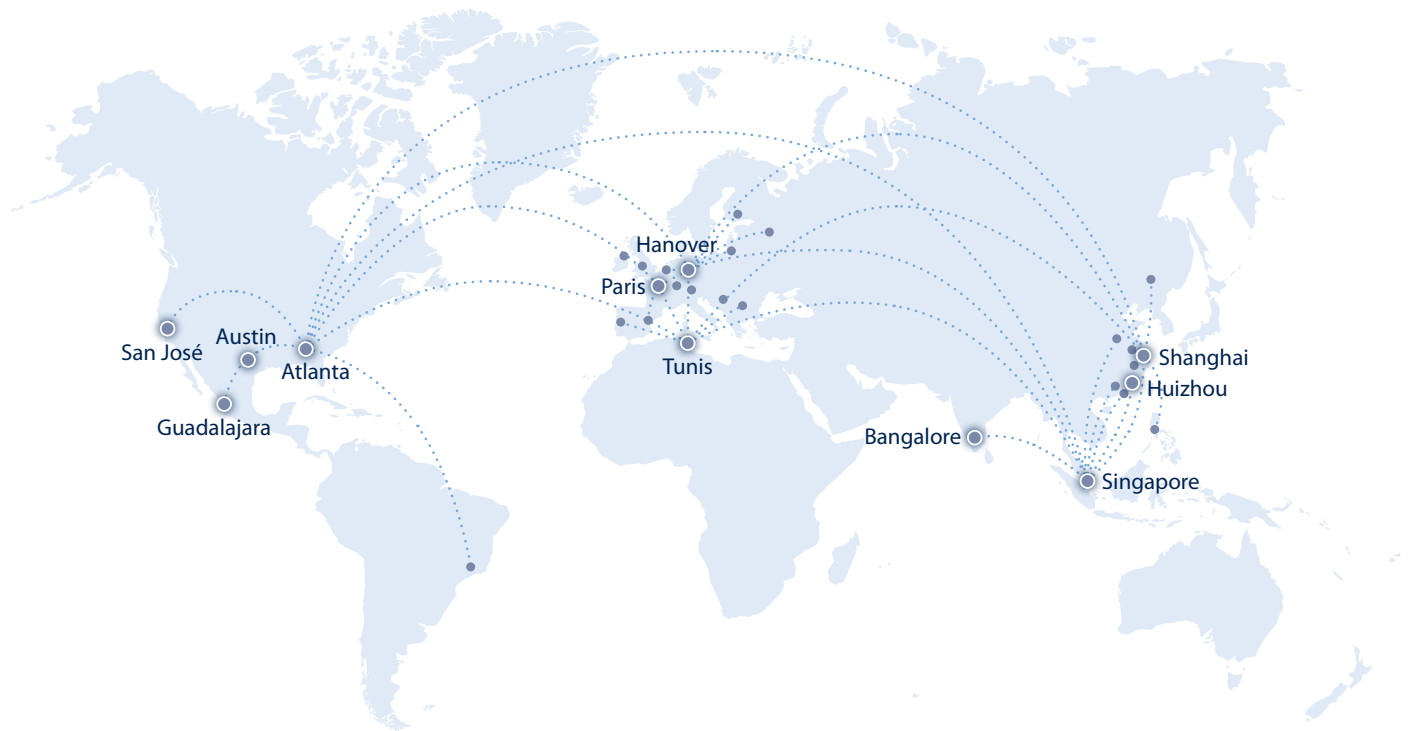 Hanover
Paris
Austin
San José
Atlanta
Tunis
Shanghai
Huizhou
Guadalajara
Bangalore
Singapore